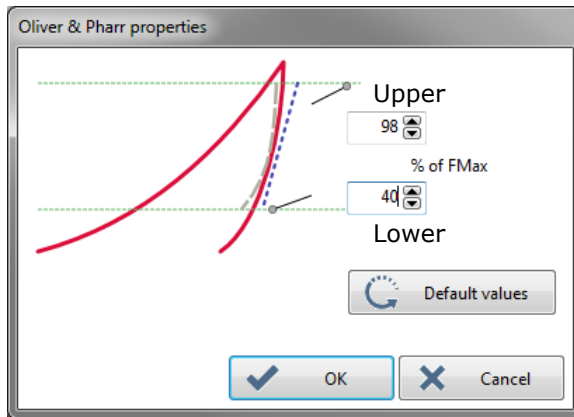 Oliver & Pharr properties
Upper
98
% of FMax
40
Lower
Default values
OK
Cancel